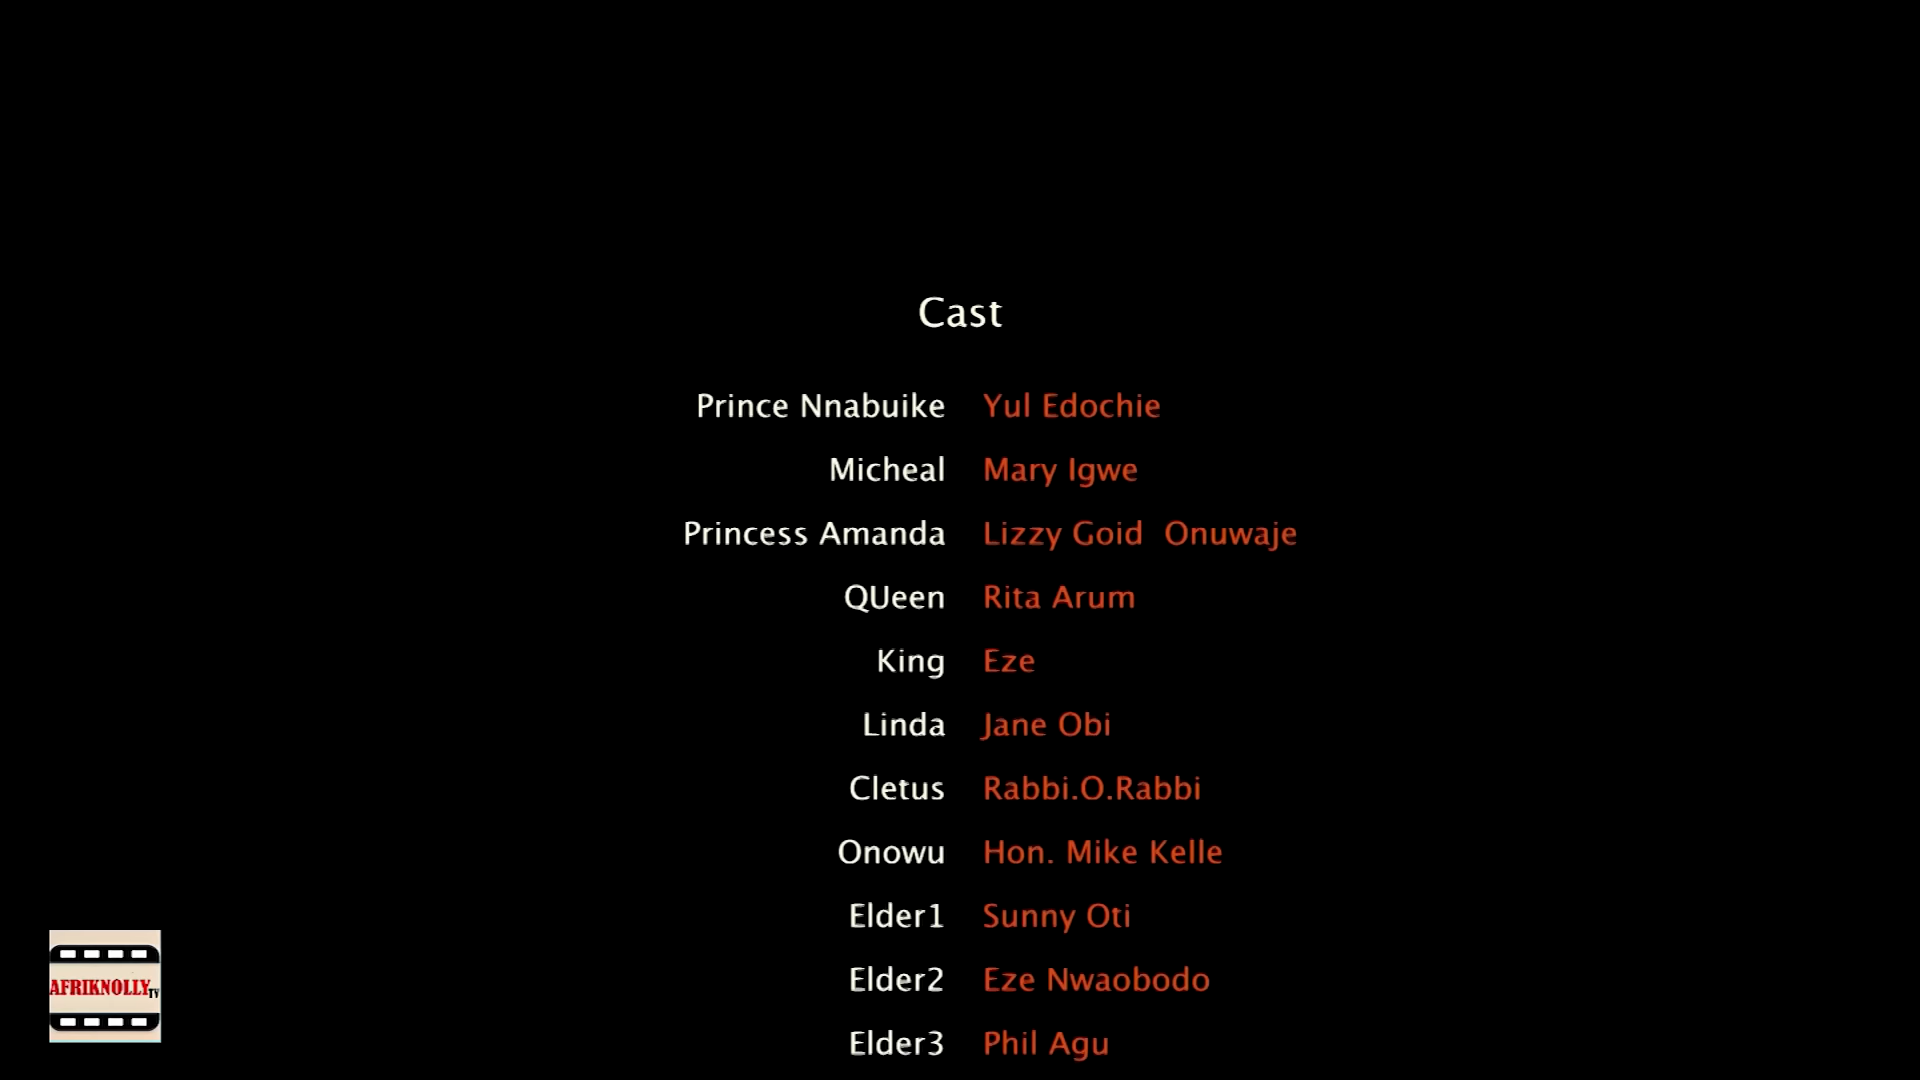 Cast
Prince Nnabuike Yul Edochie
Micheal Mary Igwe
Princess Amanda Lizzy Goid Onuwaje
QUeen Rita Arum
King Eze
Linda Jane Obi
Cletus Rabbi.O.Rabbi
Onowu Hon. Mike Kelle
Elder1 Sunny Oti
Elder2 Eze Nwaobodo
Elder3 Phil Agu
AFRIKNOLLY TV